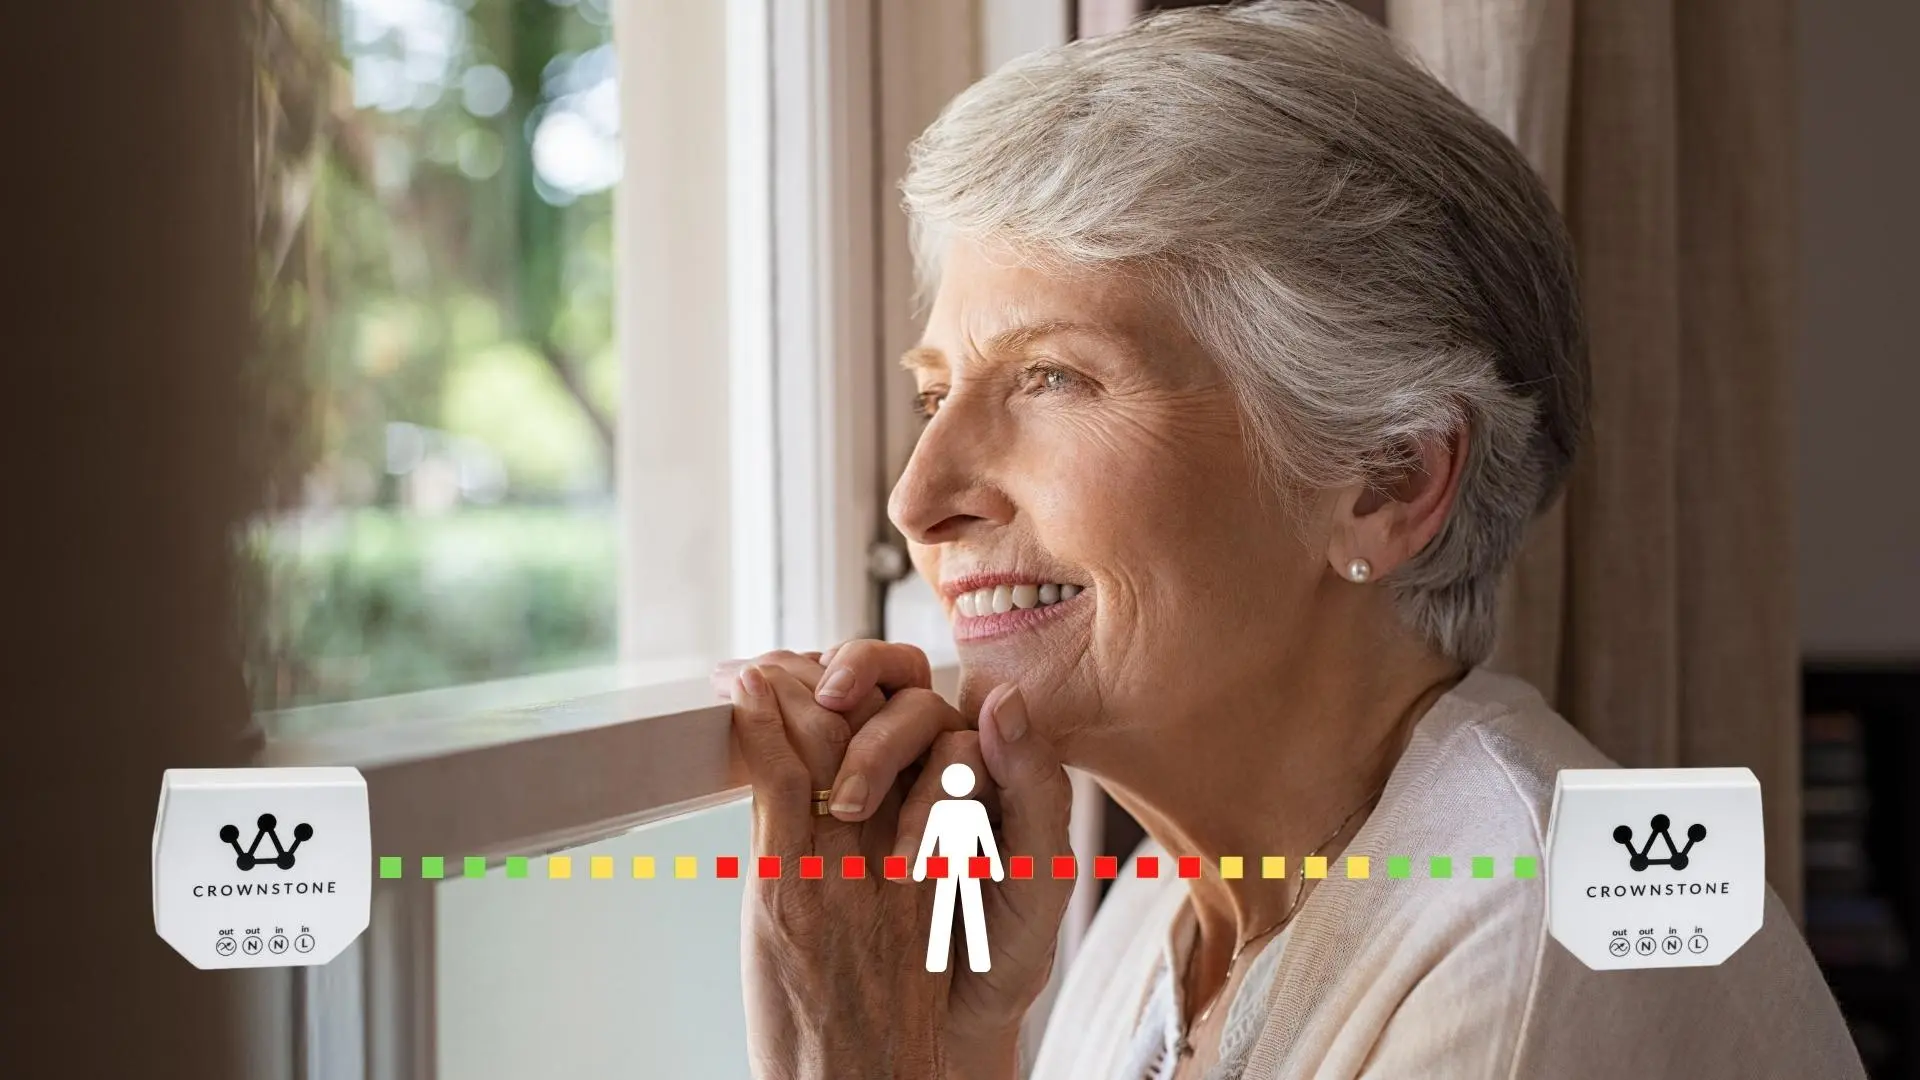 CROWNSTONE
out out in in
N N L
CROWNSTONE
out out in in
N N L